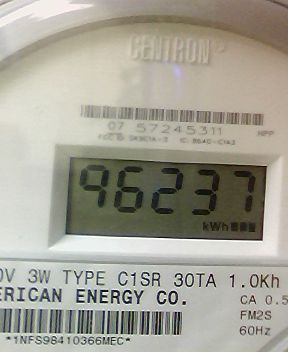 CENTRON®
07 57245311
HPP
96237
kWh
0V 3W TYPE C1SR 30TA 1.0Kh
ERICAN ENERGY CO.
CA 0.5
FM2S
60Hz
*1NFS98410366MEC*